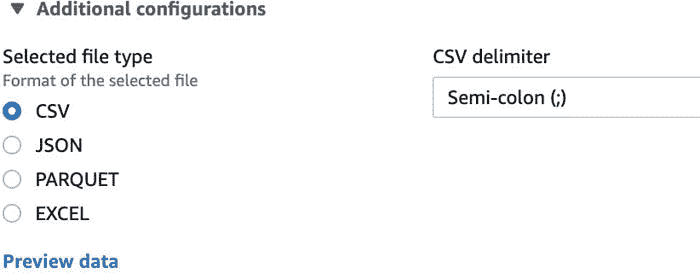 ▼ Additional configurations
Selected file type
Format of the selected file
CSV
JSON
PARQUET
EXCEL
CSV delimiter
Semi-colon (;)
Preview data